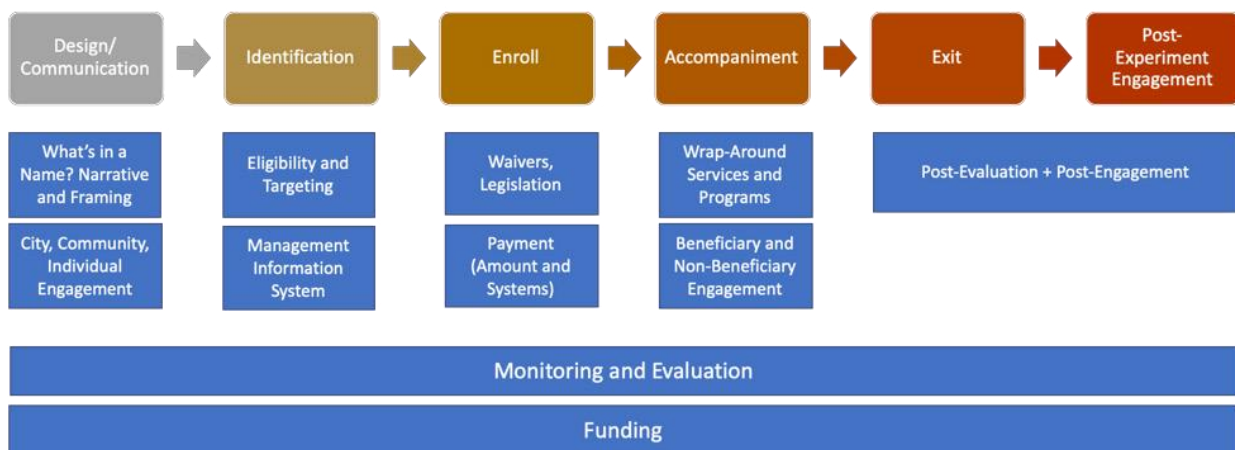 Design/
Communication
Identification
Enroll
Accompaniment
Exit
Post-
Experiment
Engagement
What's in a
Name? Narrative
and Framing
Eligibility and
Targeting
Waivers,
Legislation
Wrap-Around
Services and
Programs
Post-Evaluation + Post-Engagement
City, Community,
Individual
Engagement
Management
Information
System
Payment
(Amount and
Systems)
Beneficiary and
Non-Beneficiary
Engagement
Monitoring and Evaluation
Funding